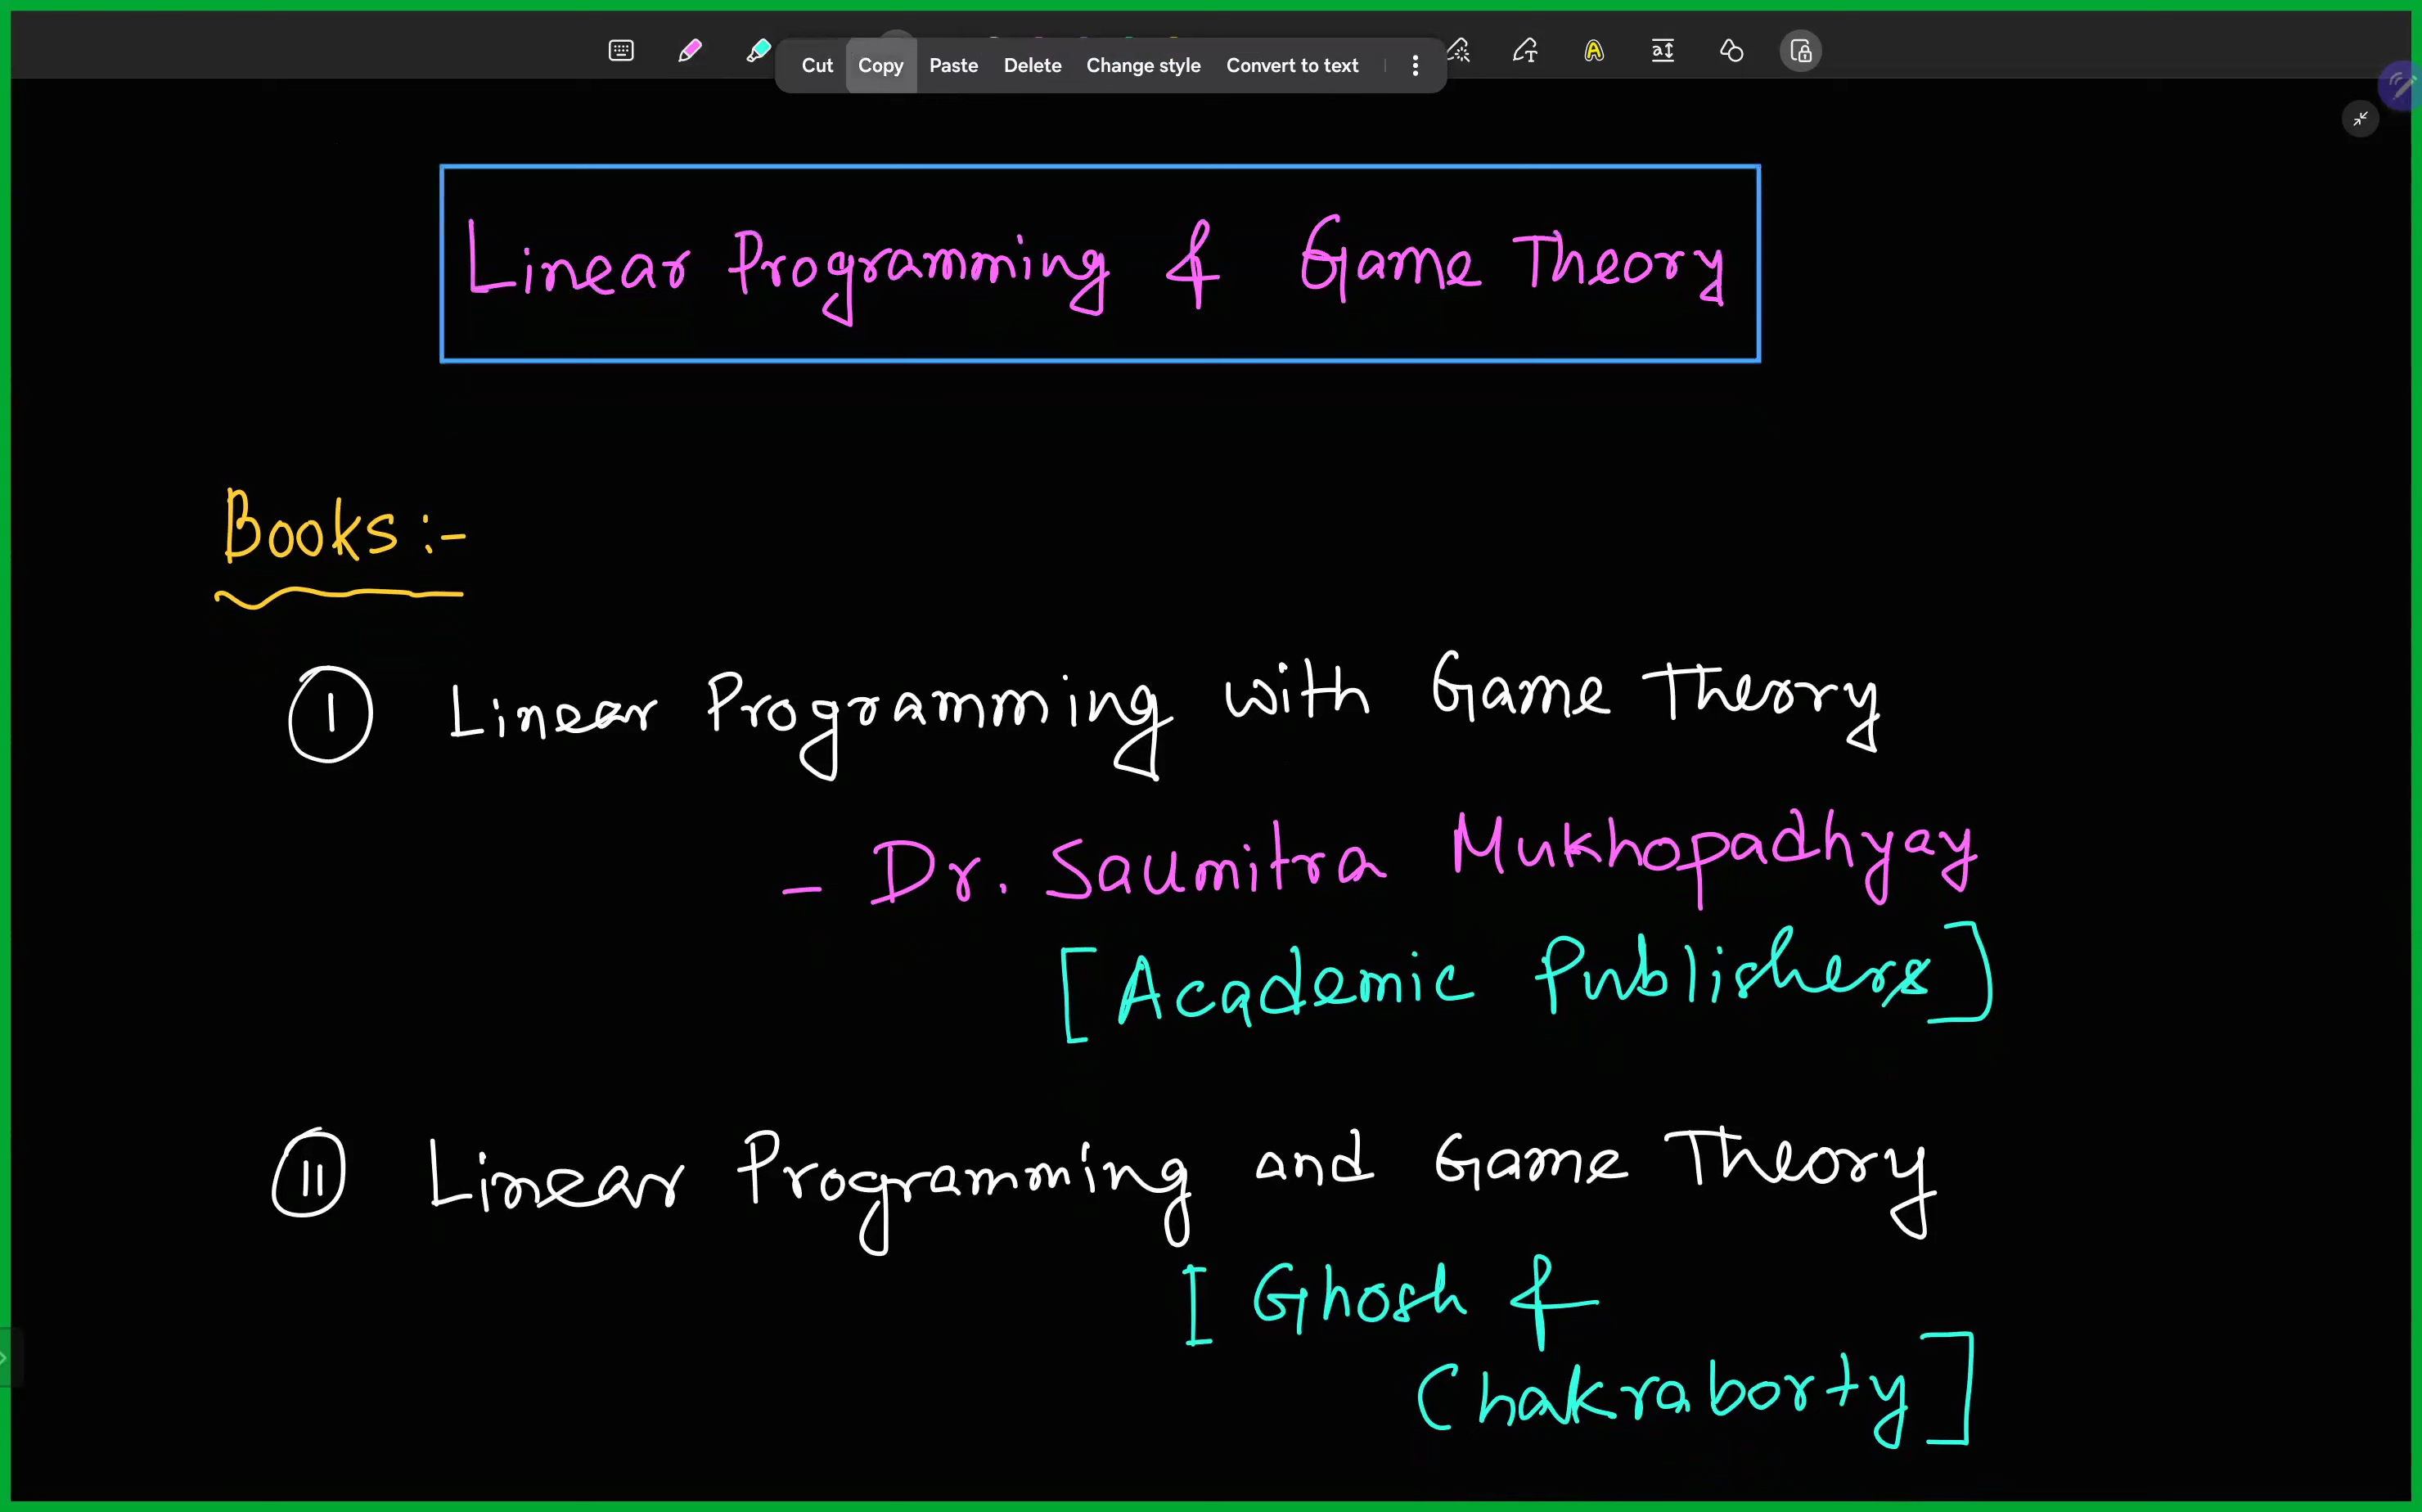 Cut Copy Paste Delete Change style Convert to text
Linear Programming & Game Theory
Books :-
① Linear Programming with Game Theory
- Dr. Saumitra Mukhopadhyay
[Academic Publishers]
⑪ Linear Programming and Game Theory
[Ghosh &
Chakraborty]